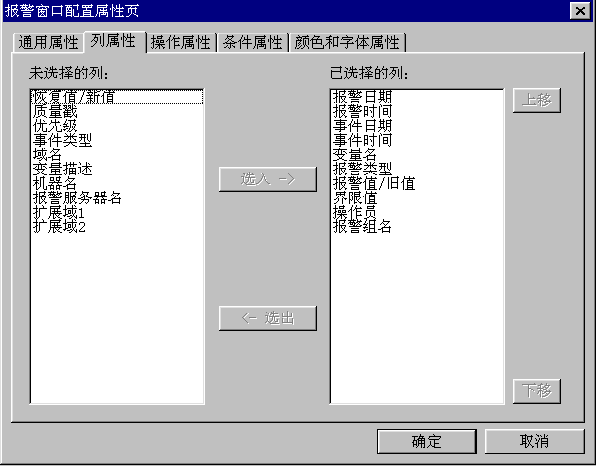 报警窗口配置属性页
通用属性 列属性 操作属性 条件属性 颜色和字体属性
未选择的列:
恢复值/新值
质量戳
优先级
事件类型
域名
变量描述
机器名
报警服务器名
扩展域1
扩展域2
选入 ->
<- 选出
已选择的列:
报警日期
报警时间
事件日期
事件时间
变量名
报警类型
报警值/旧值
界限值
操作员
报警组名
上移
下移
确定 取消